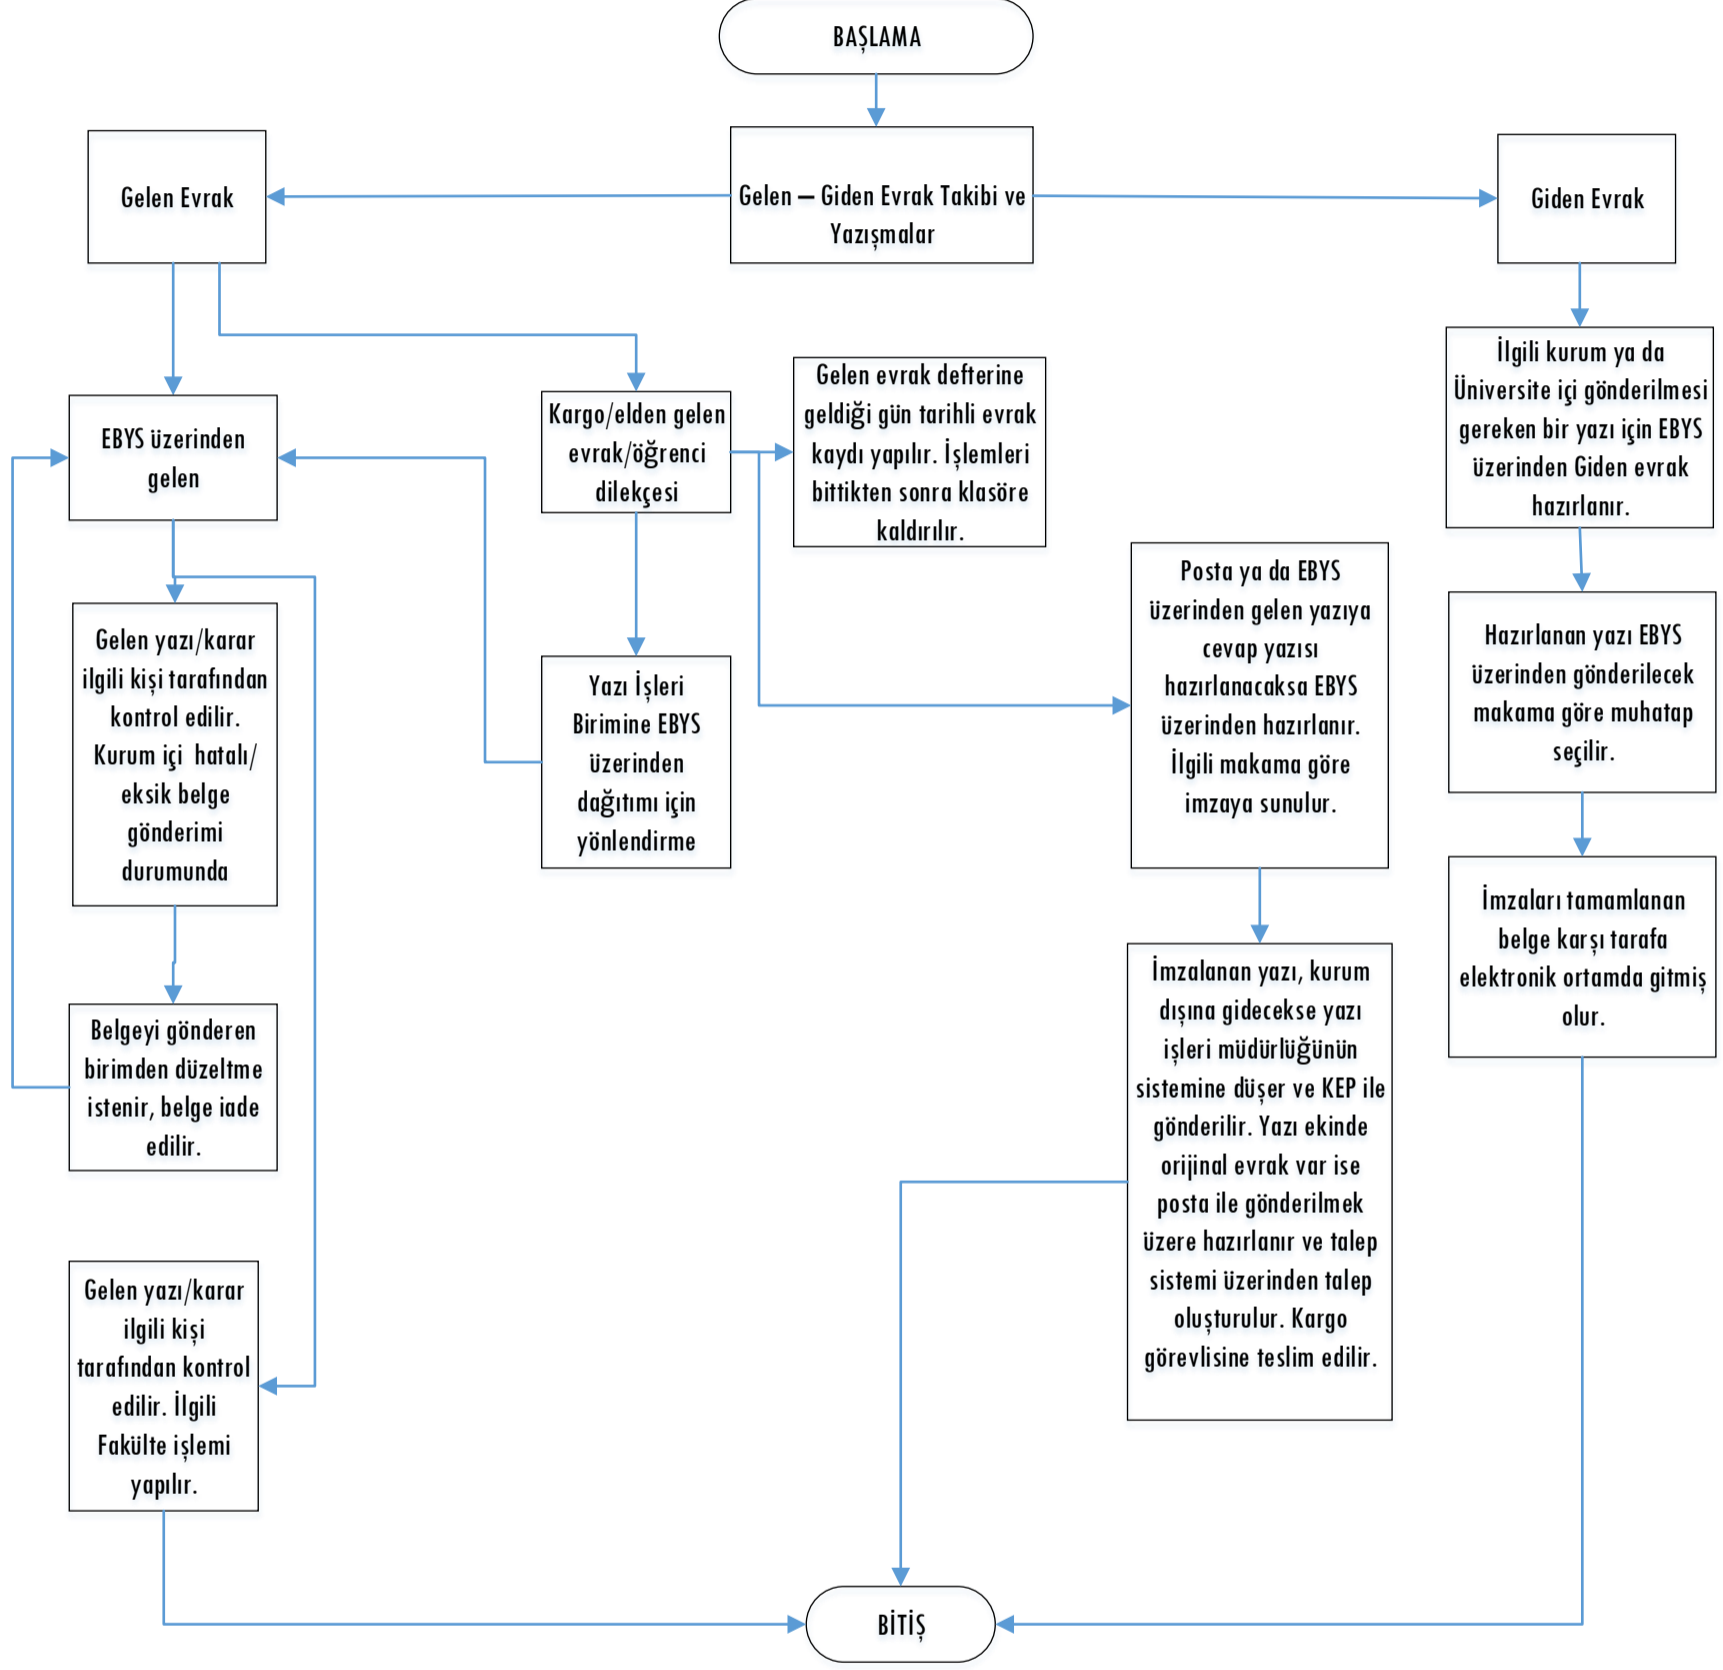 BAŞLAMA
Gelen – Giden Evrak Takibi ve
Yazışmalar
Gelen Evrak
Giden Evrak
EBYS üzerinden
gelen
Kargo/elden gelen
evrak/öğrenci
dilekçesi
Gelen evrak defterine
geldiği gün tarihli evrak
kaydı yapılır. İşlemleri
bittikten sonra klasöre
kaldırılır.
İlgili kurum ya da
Üniversite içi gönderilmesi
gereken bir yazı için EBYS
üzerinden Giden evrak
hazırlanır.
Gelen yazı/karar
ilgili kişi tarafından
kontrol edilir.
Kurum içi  hatalı/
eksik belge
gönderimi
durumunda
Yazı İşleri
Birimine EBYS
üzerinden
dağıtımı için
yönlendirme
Posta ya da EBYS
üzerinden gelen yazıya
cevap yazısı
hazırlanacaksa EBYS
üzerinden hazırlanır.
İlgili makama göre
imzaya sunulur.
Hazırlanan yazı EBYS
üzerinden gönderilecek
makama göre muhatap
seçilir.
İmzaları tamamlanan
belge karşı tarafa
elektronik ortamda gitmiş
olur.
Belgeyi gönderen
birimden düzeltme
istenir, belge iade
edilir.
İmzalanan yazı, kurum
dışına gidecekse yazı
işleri müdürlüğünün
sistemine düşer ve KEP ile
gönderilir. Yazı ekinde
orijinal evrak var ise
posta ile gönderilmek
üzere hazırlanır ve talep
sistemi üzerinden talep
oluşturulur. Kargo
görevlisine teslim edilir.
Gelen yazı/karar
ilgili kişi
tarafından kontrol
edilir. İlgili
Fakülte işlemi
yapılır.
BİTİŞ